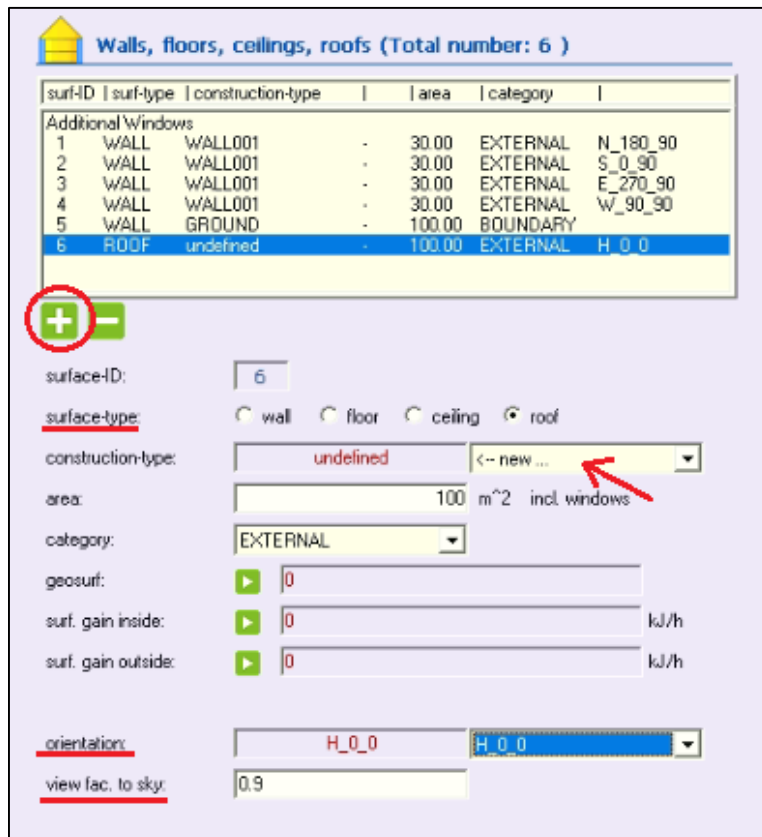 Walls, floors, ceilings, roofs (Total number: 6 )
surf-ID | surf-type | construction-type | | area | category |
Additional Windows
1 WALL WALL001 - 30.00 EXTERNAL N_180_90
2 WALL WALL001 - 30.00 EXTERNAL S_0_90
3 WALL WALL001 - 30.00 EXTERNAL E_270_90
4 WALL WALL001 - 30.00 EXTERNAL W_90_90
5 WALL GROUND - 100.00 BOUNDARY
6 ROOF undefined - 100.00 EXTERNAL H_0_0
surface-ID: 6
surface-type: wall floor ceiling roof
construction-type: undefined <-- new ...
area: 100 m^2 incl. windows
category: EXTERNAL
geosurf: 0
surf. gain inside: 0 kJ/h
surf. gain outside: 0 kJ/h
orientation: H_0_0 H_0_0
view fac. to sky: 0.9